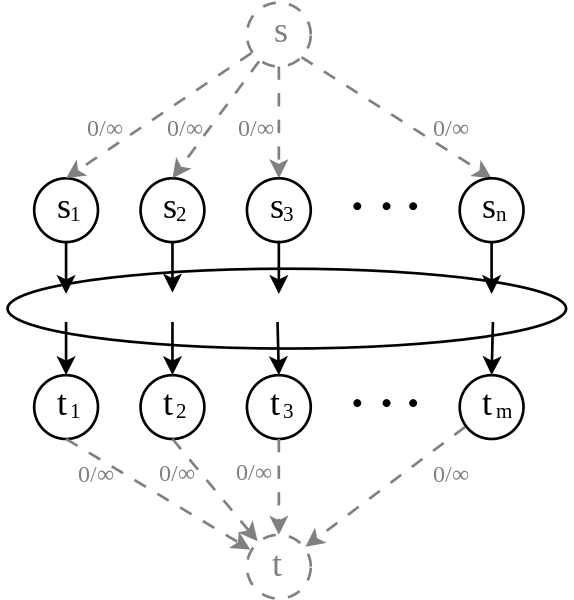 s
0/∞ 0/∞ 0/∞ 0/∞
s1 s2 s3 ... sn
t1 t2 t3 ... tm
0/∞ 0/∞ 0/∞ 0/∞
t